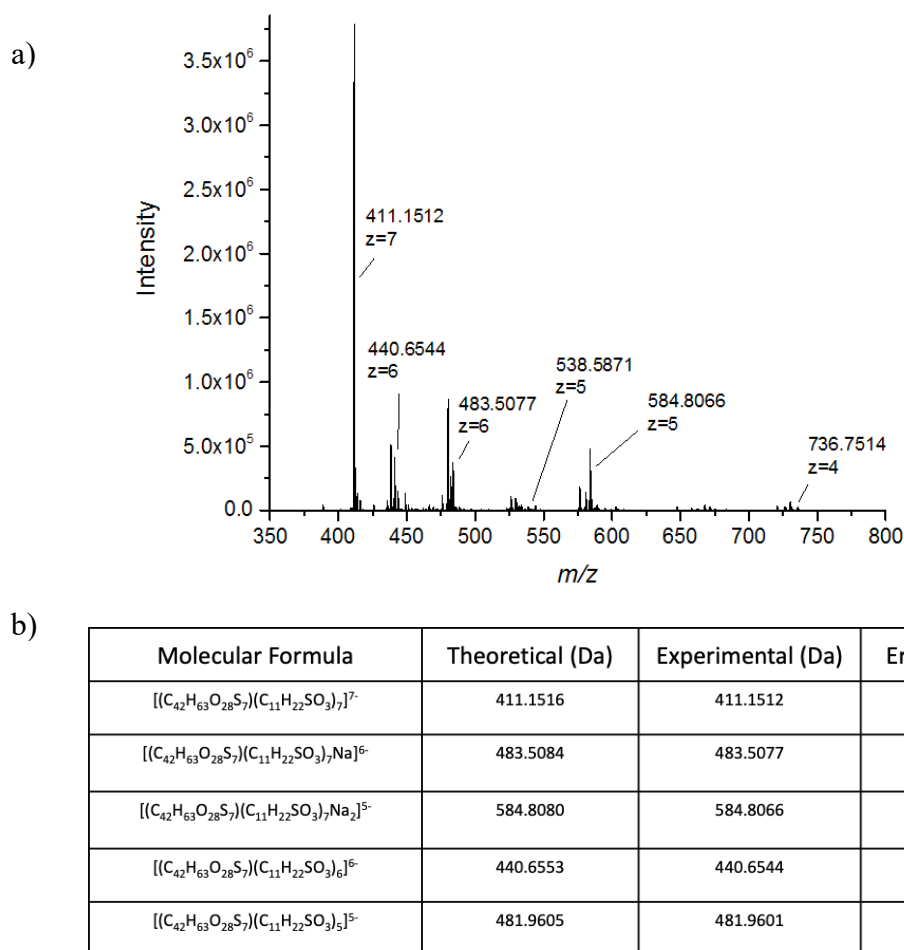 a)
Intensity
3.5x10⁶
3.0x10⁶
2.5x10⁶
2.0x10⁶
1.5x10⁶
1.0x10⁶
5.0x10⁵
0.0
411.1512
z=7
440.6544
z=6
483.5077
z=6
538.5871
z=5
584.8066
z=5
736.7514
z=4
350 400 450 500 550 600 650 700 750 800
m/z
b)
Molecular Formula Theoretical (Da) Experimental (Da) Er
[(C₄₂H₆₃O₂₈S₇)(C₁₁H₂₂SO₃)₇]⁷⁻ 411.1516 411.1512
[(C₄₂H₆₃O₂₈S₇)(C₁₁H₂₂SO₃)₇Na]⁶⁻ 483.5084 483.5077
[(C₄₂H₆₃O₂₈S₇)(C₁₁H₂₂SO₃)₇Na₂]⁵⁻ 584.8080 584.8066
[(C₄₂H₆₃O₂₈S₇)(C₁₁H₂₂SO₃)₆]⁶⁻ 440.6553 440.6544
[(C₄₂H₆₃O₂₈S₇)(C₁₁H₂₂SO₃)₅]⁵⁻ 481.9605 481.9601